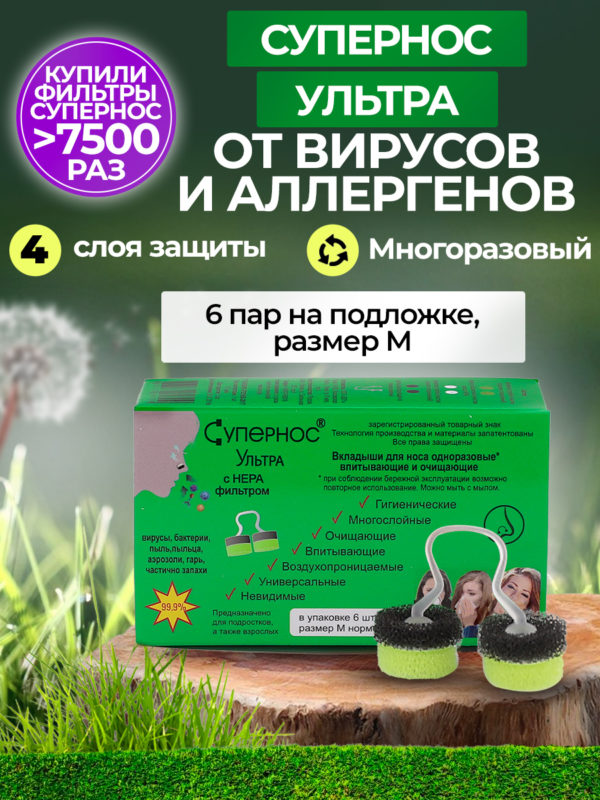 КУПИЛИ
ФИЛЬТРЫ
СУПЕРНОС
>7500
РАЗ
СУПЕРНОС
УЛЬТРА
ОТ ВИРУСОВ
И АЛЛЕРГЕНОВ
4 слоя защиты
Многоразовый
6 пар на подложке,
размер М
Супернос®
Ультра
с НЕРА
фильтром
зарегистрированный товарный знак
Технология производства и материалы запатентованы
Все права защищены
Вкладыши для носа одноразовые*
впитывающие и очищающие
* при соблюдении бережной эксплуатации возможно
повторное использование. Можно мыть с мылом.
✓ Гигиенические
✓ Многослойные
✓ Очищающие
✓ Впитывающие
✓ Воздухопроницаемые
✓ Универсальные
✓ Невидимые
вирусы, бактерии,
пыль,пыльца,
аэрозоли, гарь,
частично запахи
99.9%
Предназначено
для подростков,
а также взрослых
в упаковке 6 шт
размер М норм